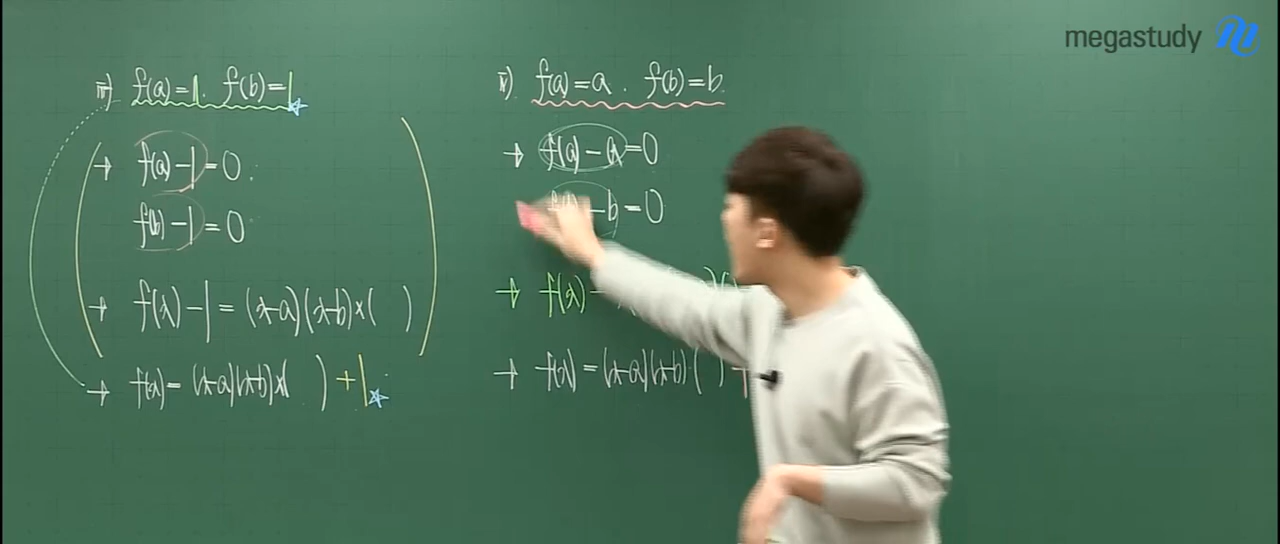 megastudy
ⅲ) f(a)=1. f(b)=1
→ f(a)-1=0.
f(b)-1=0
→ f(x)-1=(x-a)(x-b)×( )
→ f(x)=(x-a)(x-b)×( )+1
ⅳ) f(a)=a. f(b)=b.
→ f(a)-a=0
-b=0
→ f(x)-
→ f(x)=(x-a)(x-b)·( )+